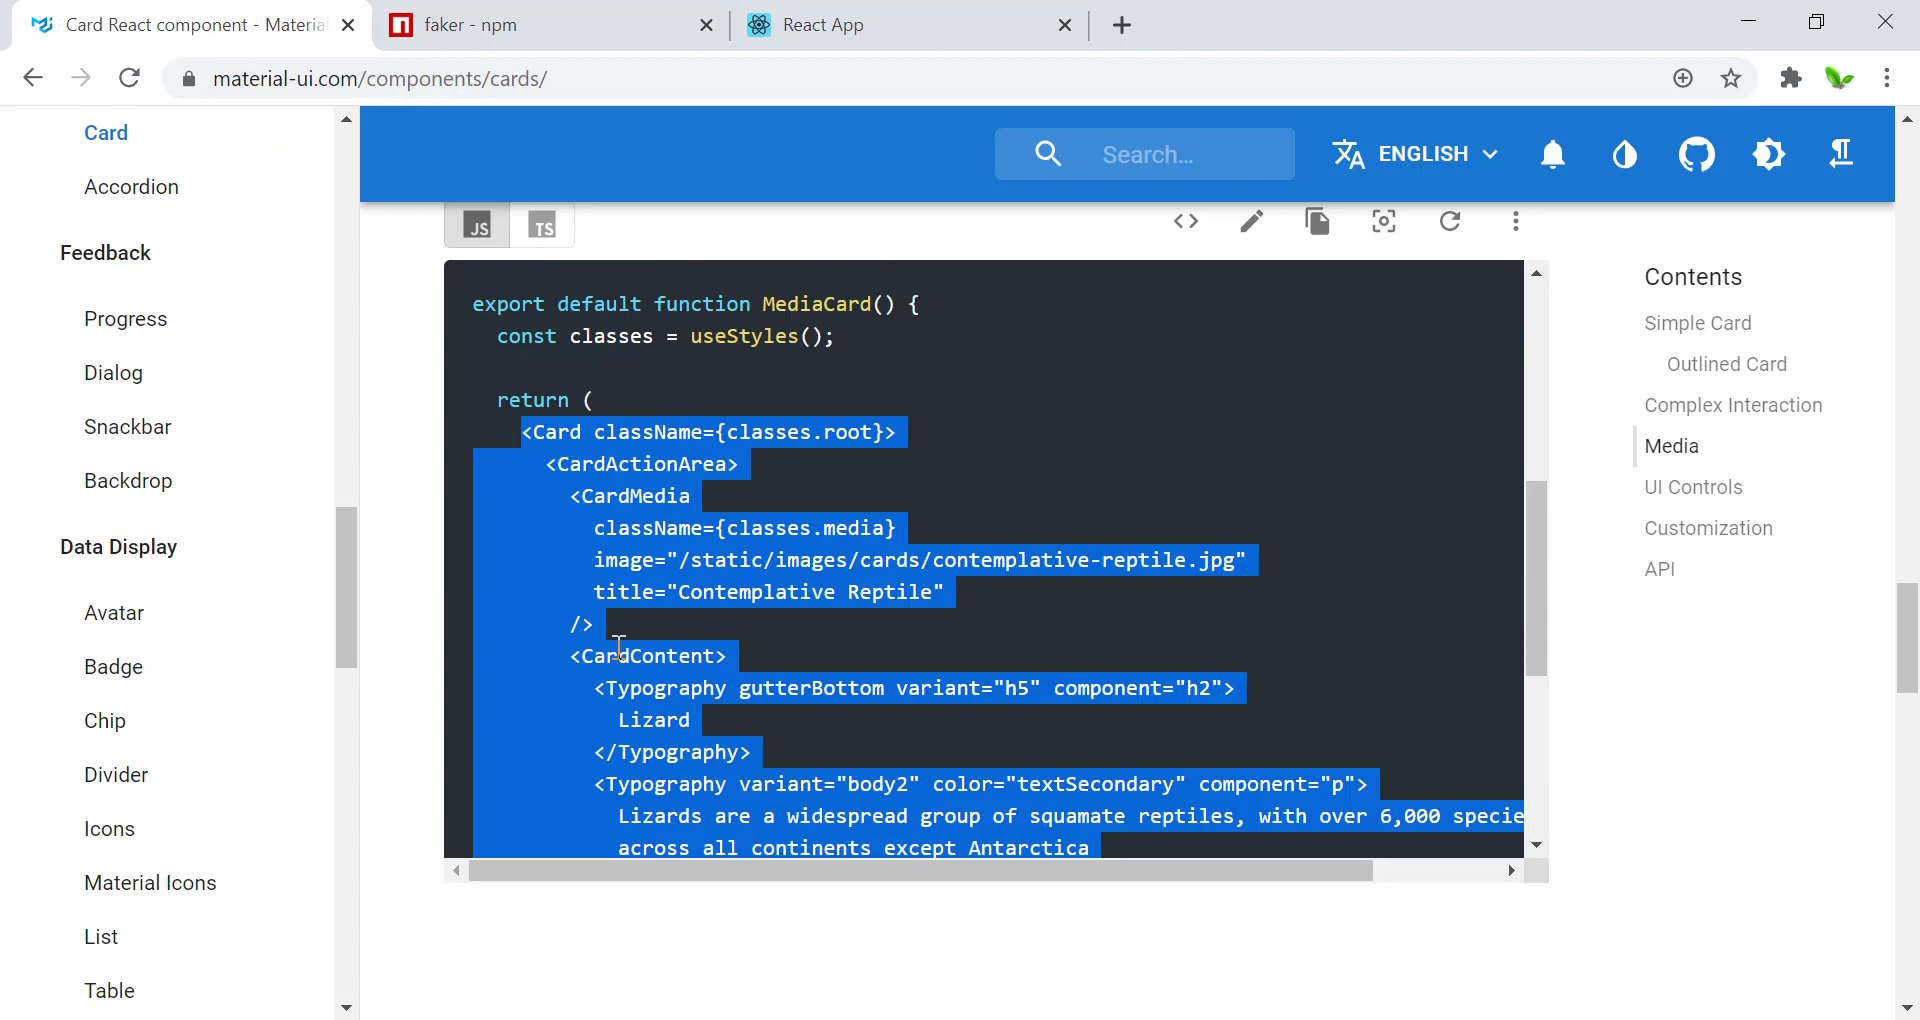 Card React component - Materia
faker - npm
React App
material-ui.com/components/cards/
Card
Accordion
Feedback
Progress
Dialog
Snackbar
Backdrop
Data Display
Avatar
Badge
Chip
Divider
Icons
Material Icons
List
Table
Search…
ENGLISH
JS
TS
export default function MediaCard() {
const classes = useStyles();
return (
<Card className={classes.root}>
<CardActionArea>
<CardMedia
className={classes.media}
image="/static/images/cards/contemplative-reptile.jpg"
title="Contemplative Reptile"
/>
<CardContent>
<Typography gutterBottom variant="h5" component="h2">
Lizard
</Typography>
<Typography variant="body2" color="textSecondary" component="p">
Lizards are a widespread group of squamate reptiles, with over 6,000 specie
across all continents except Antarctica
Contents
Simple Card
Outlined Card
Complex Interaction
Media
UI Controls
Customization
API